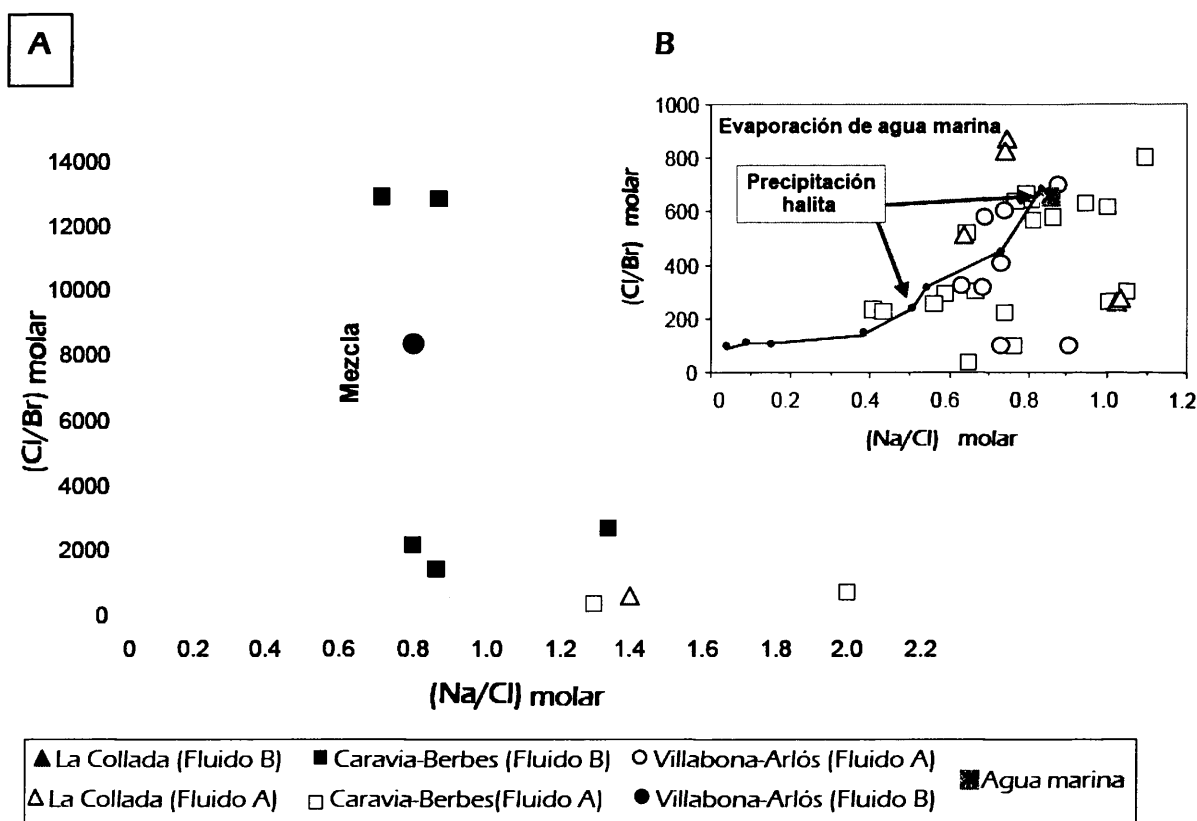 A
B
14000
12000
10000
8000
6000
4000
2000
0
(Cl/Br) molar
Mezcla
0 0.2 0.4 0.6 0.8 1.0 1.2 1.4 1.6 1.8 2.0 2.2
(Na/Cl) molar
1000
800
600
400
200
0
(Cl/Br) molar
Evaporación de agua marina
Precipitación
halita
0 0.2 0.4 0.6 0.8 1.0 1.2
(Na/Cl) molar
La Collada (Fluido B) Caravia-Berbes (Fluido B) Villabona-Arlós (Fluido A)
Agua marina
La Collada (Fluido A) Caravia-Berbes(Fluido A) Villabona-Arlós (Fluido B)